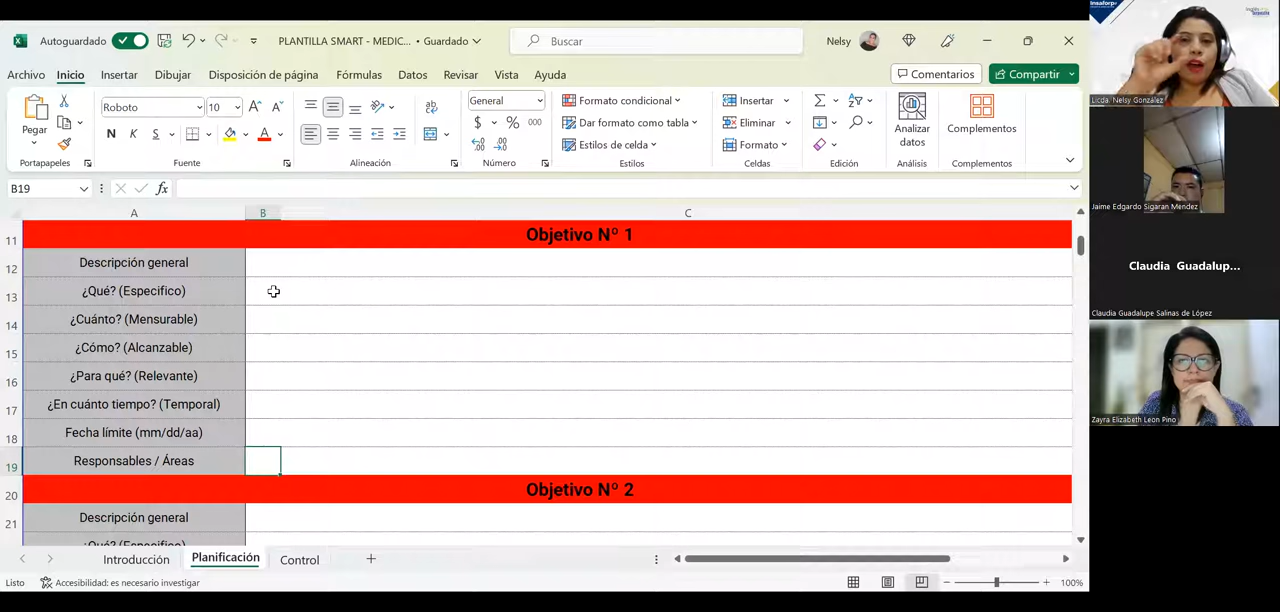 Autoguardado
PLANTILLA SMART - MEDIC... • Guardado
Buscar
Nelsy
Archivo Inicio Insertar Dibujar Disposición de página Fórmulas Datos Revisar Vista Ayuda
Comentarios
Compartir
Pegar
Portapapeles
Roboto 10
N K S
Fuente
Alineación
General
$ % 000
Número
Formato condicional
Dar formato como tabla
Estilos de celda
Estilos
Insertar
Eliminar
Formato
Celdas
Edición
Analizar
datos
Análisis
Complementos
Complementos
B19
fx
A B C
11 Objetivo Nº 1
12 Descripción general
13 ¿Qué? (Especifico)
14 ¿Cuánto? (Mensurable)
15 ¿Cómo? (Alcanzable)
16 ¿Para qué? (Relevante)
17 ¿En cuánto tiempo? (Temporal)
18 Fecha límite (mm/dd/aa)
19 Responsables / Áreas
20 Objetivo Nº 2
21 Descripción general
¿Qué? (Especifico)
Introducción Planificación Control
Listo
Accesibilidad: es necesario investigar
100%
Insaforp
Licda. Nelsy González
Jaime Edgardo Sigaran Mendez
Claudia Guadalup...
Claudia Guadalupe Salinas de López
Zayra Elizabeth Leon Pino